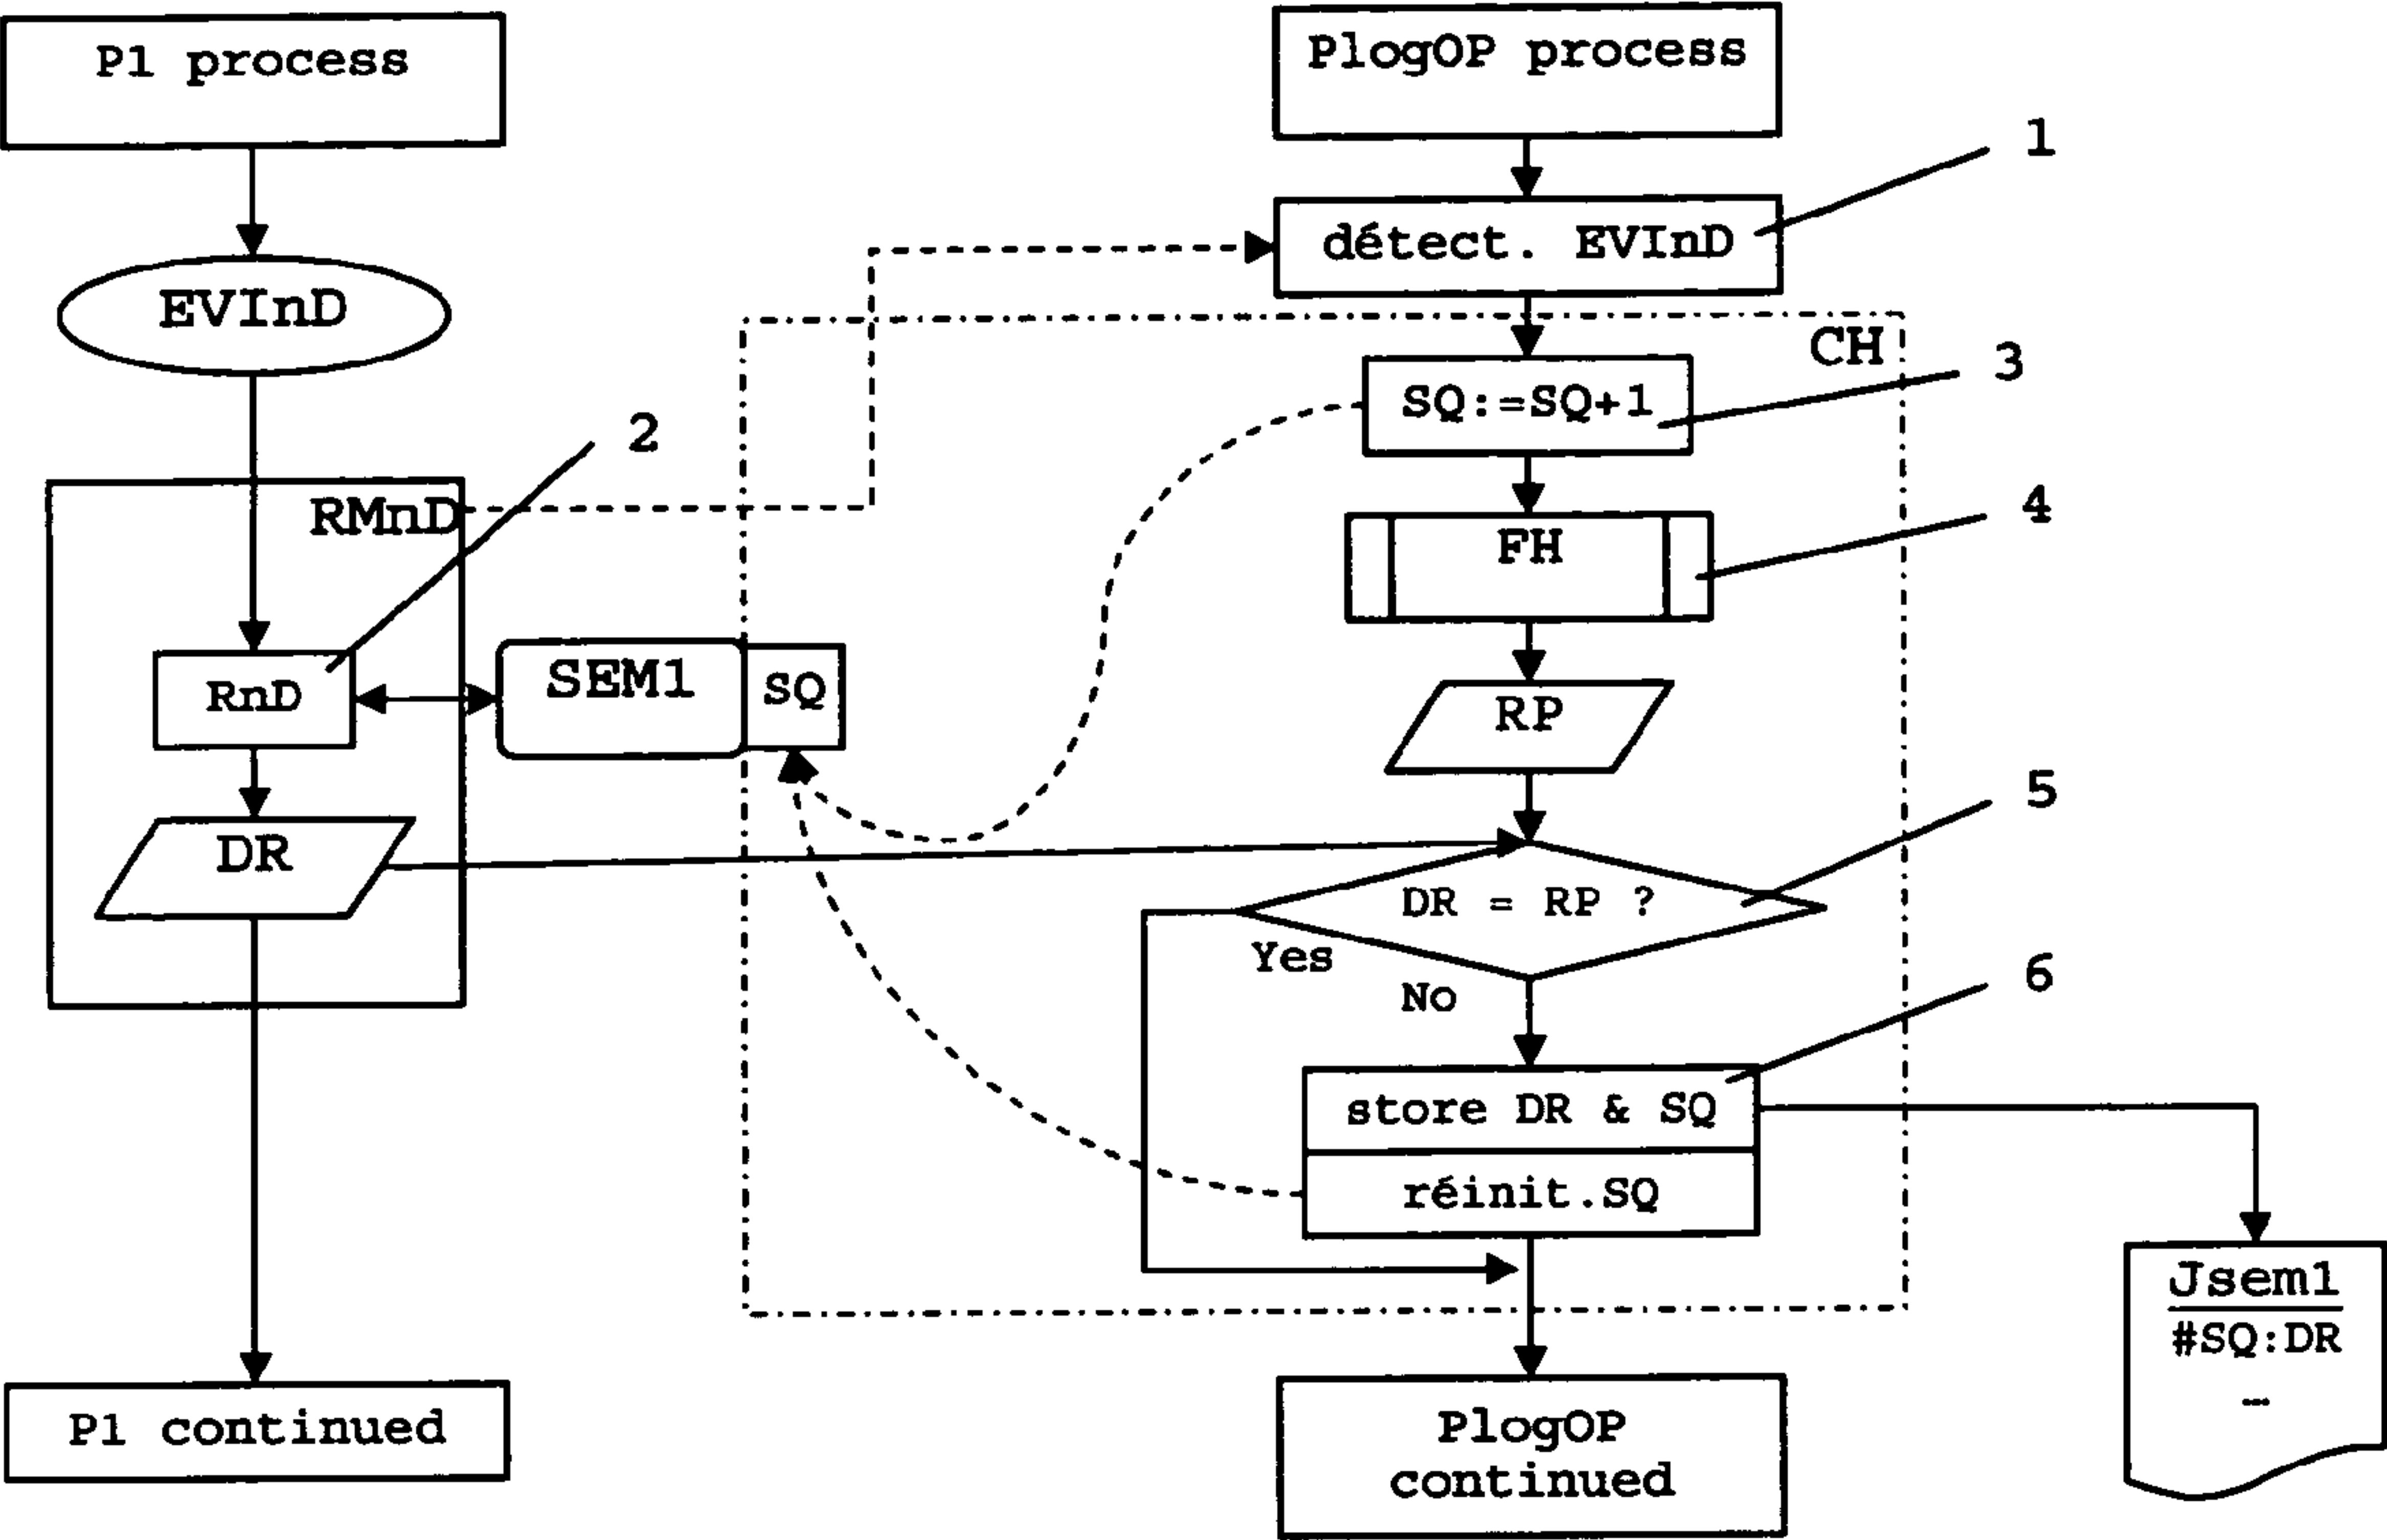 P1 process
PlogOP process
1
détect. EVInD
EVInD
CH
3
SQ:=SQ+1
2
RMnD
4
FH
SEM1
SQ
RnD
RP
5
DR
DR = RP ?
Yes
No
6
store DR & SQ
réinit.SQ
Jsem1
#SQ:DR
…
P1 continued
PlogOP
continued